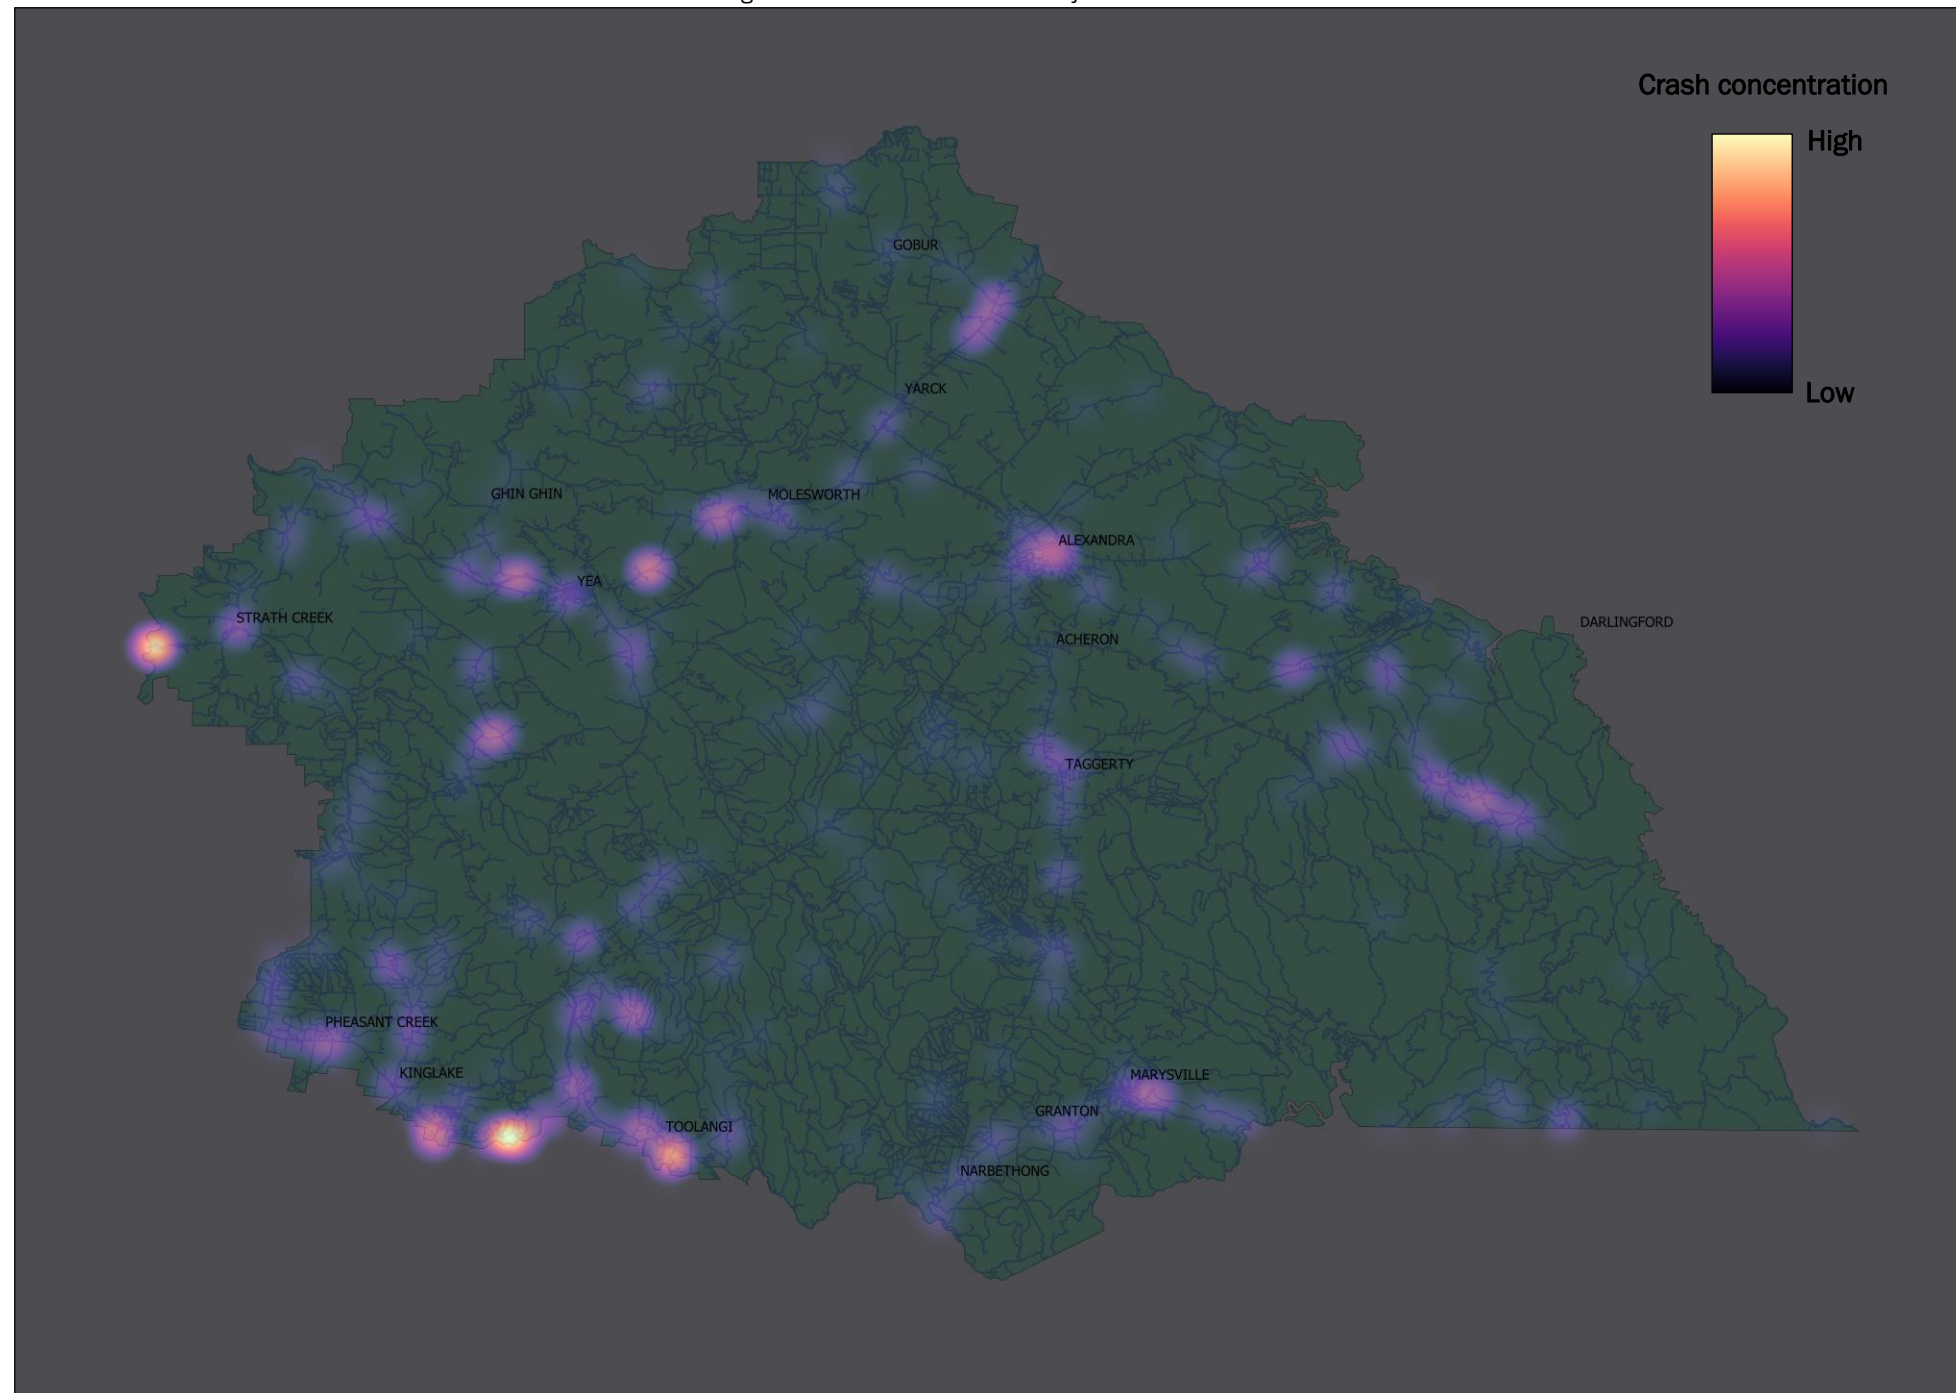 Crash concentration
High
Low
GOBUR
YARCK
GHIN GHIN
MOLESWORTH
ALEXANDRA
YEA
STRATH CREEK
DARLINGFORD
ACHERON
TAGGERTY
PHEASANT CREEK
KINGLAKE
MARYSVILLE
GRANTON
TOOLANGI
NARBETHONG